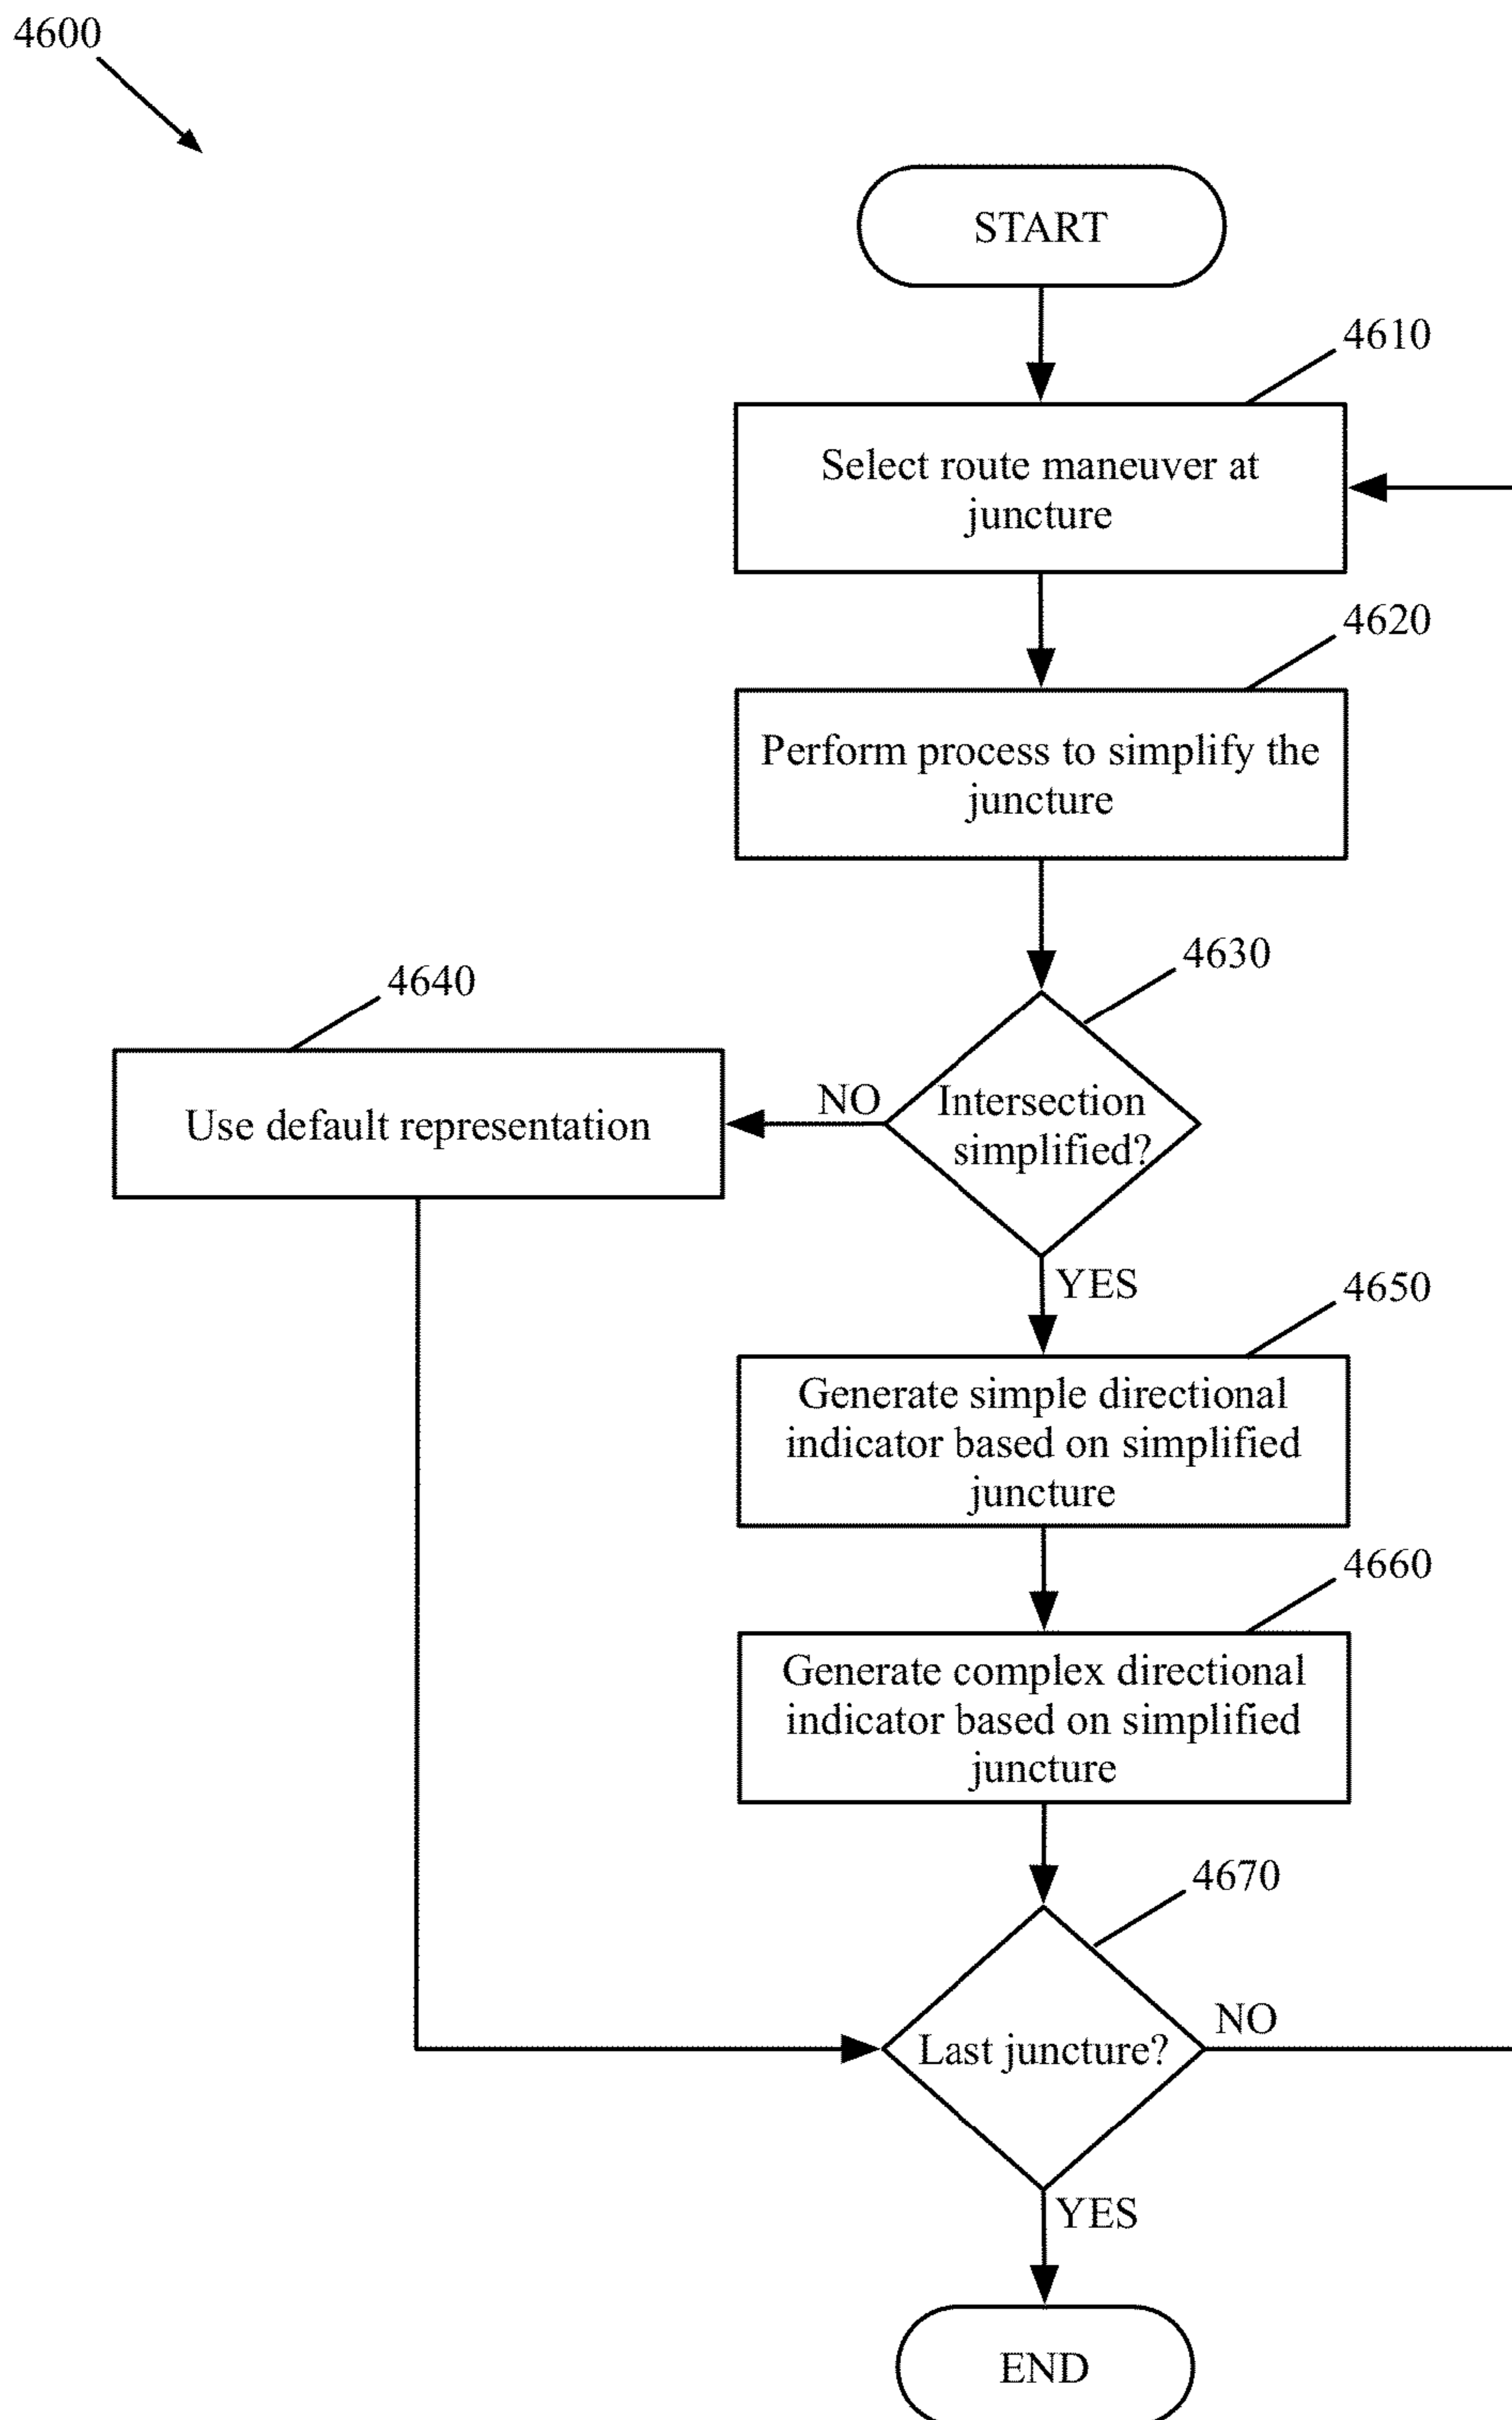 4600
START
4610
Select route maneuver at
juncture
4620
Perform process to simplify the
juncture
4630
4640
NO
Intersection
simplified?
Use default representation
YES
4650
Generate simple directional
indicator based on simplified
juncture
4660
Generate complex directional
indicator based on simplified
juncture
4670
NO
Last juncture?
YES
END